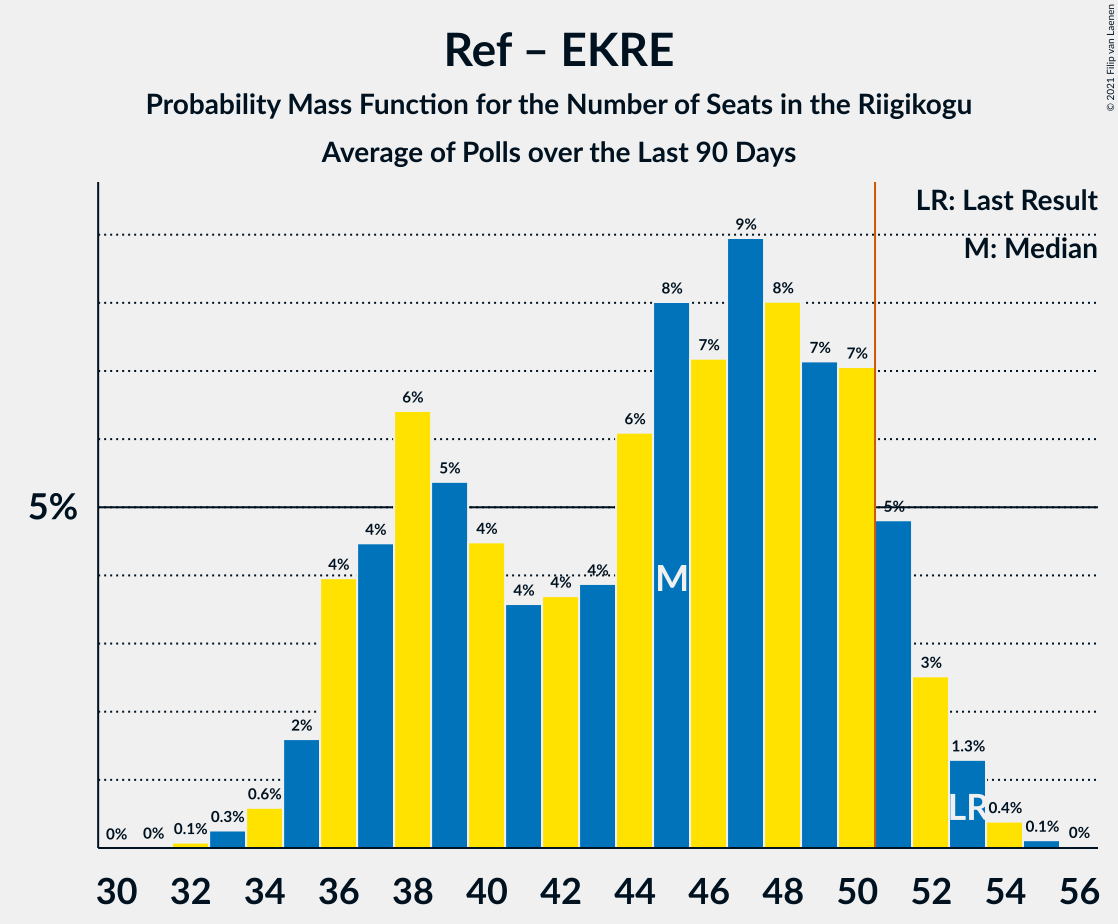 Ref – EKRE
Probability Mass Function for the Number of Seats in the Riigikogu
Average of Polls over the Last 90 Days
© 2021 Filip van Laenen
LR: Last Result
M: Median
5%
0% 0% 0.1% 0.3% 0.6% 2% 4% 4% 6% 5% 4% 4% 4% 4% 6% 8% 7% 9% 8% 7% 7% 5% 3% 1.3% 0.4% 0.1% 0%
M
LR
30 32 34 36 38 40 42 44 46 48 50 52 54 56